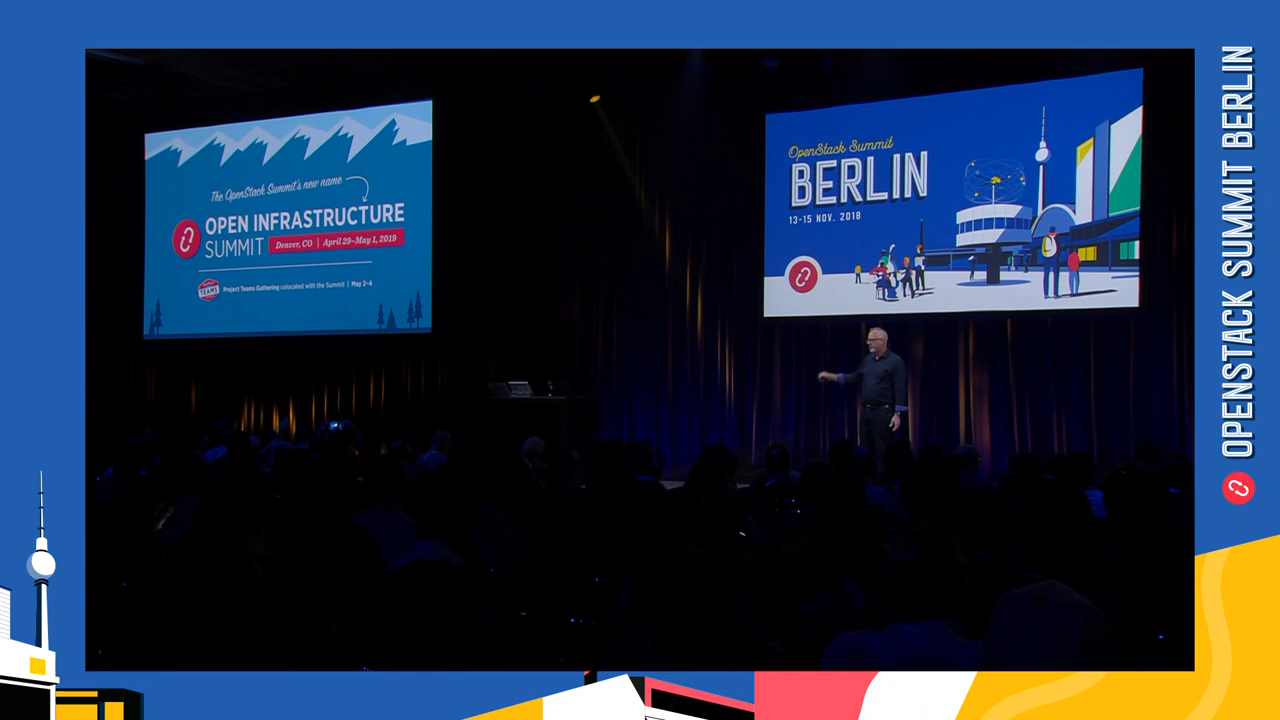 The OpenStack Summit's new name
OPEN INFRASTRUCTURE
SUMMIT
Denver, CO | April 29–May 1, 2019
TEAMS
Project Teams Gathering colocated with the Summit | May 2–4
OpenStack Summit
BERLIN
13-15 NOV. 2018
OPENSTACK SUMMIT BERLIN